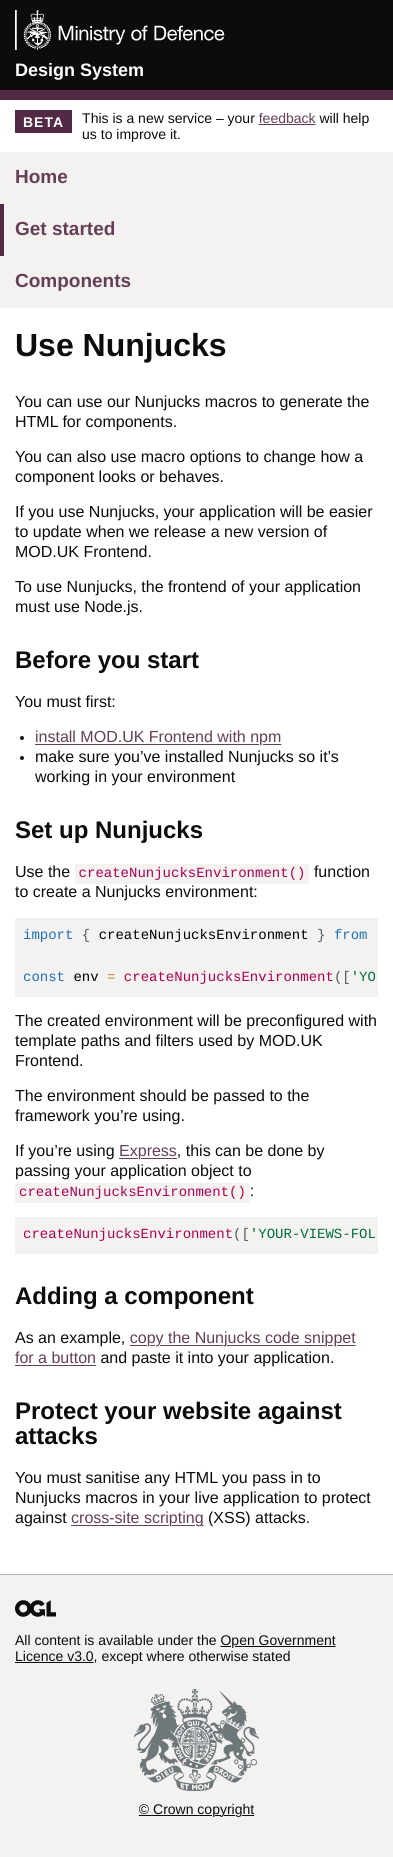 Ministry of Defence
Design System
BETA
This is a new service – your feedback will help
us to improve it.
Home
Get started
Components
Use Nunjucks
You can use our Nunjucks macros to generate the
HTML for components.
You can also use macro options to change how a
component looks or behaves.
If you use Nunjucks, your application will be easier
to update when we release a new version of
MOD.UK Frontend.
To use Nunjucks, the frontend of your application
must use Node.js.
Before you start
You must first:
• install MOD.UK Frontend with npm
• make sure you’ve installed Nunjucks so it’s
working in your environment
Set up Nunjucks
Use the createNunjucksEnvironment() function
to create a Nunjucks environment:
import { createNunjucksEnvironment } from
const env = createNunjucksEnvironment(['YO
The created environment will be preconfigured with
template paths and filters used by MOD.UK
Frontend.
The environment should be passed to the
framework you’re using.
If you’re using Express, this can be done by
passing your application object to
createNunjucksEnvironment():
createNunjucksEnvironment(['YOUR-VIEWS-FOL
Adding a component
As an example, copy the Nunjucks code snippet
for a button and paste it into your application.
Protect your website against
attacks
You must sanitise any HTML you pass in to
Nunjucks macros in your live application to protect
against cross-site scripting (XSS) attacks.
OGL
All content is available under the Open Government
Licence v3.0, except where otherwise stated
DIEU ET MON DROIT
© Crown copyright